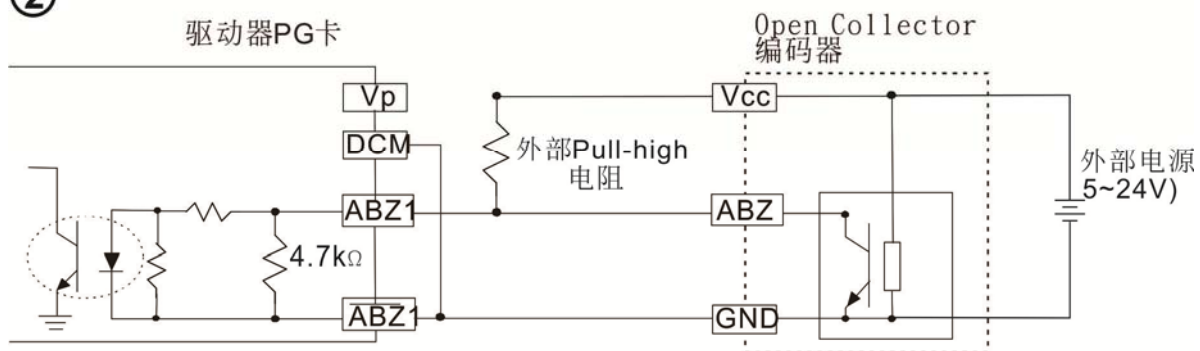 ②
驱动器PG卡
Open Collector
编码器
Vp
Vcc
DCM
外部Pull-high
电阻
外部电源
5~24V)
ABZ1
ABZ
4.7kΩ
A̅B̅Z̅1
GND